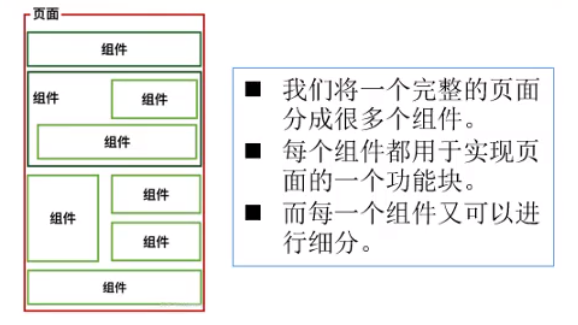 页面
组件
组件
组件
组件
组件
组件
组件
组件
■ 我们将一个完整的页面
分成很多个组件。
■ 每个组件都用于实现页
面的一个功能块。
■ 而每一个组件又可以进
行细分。